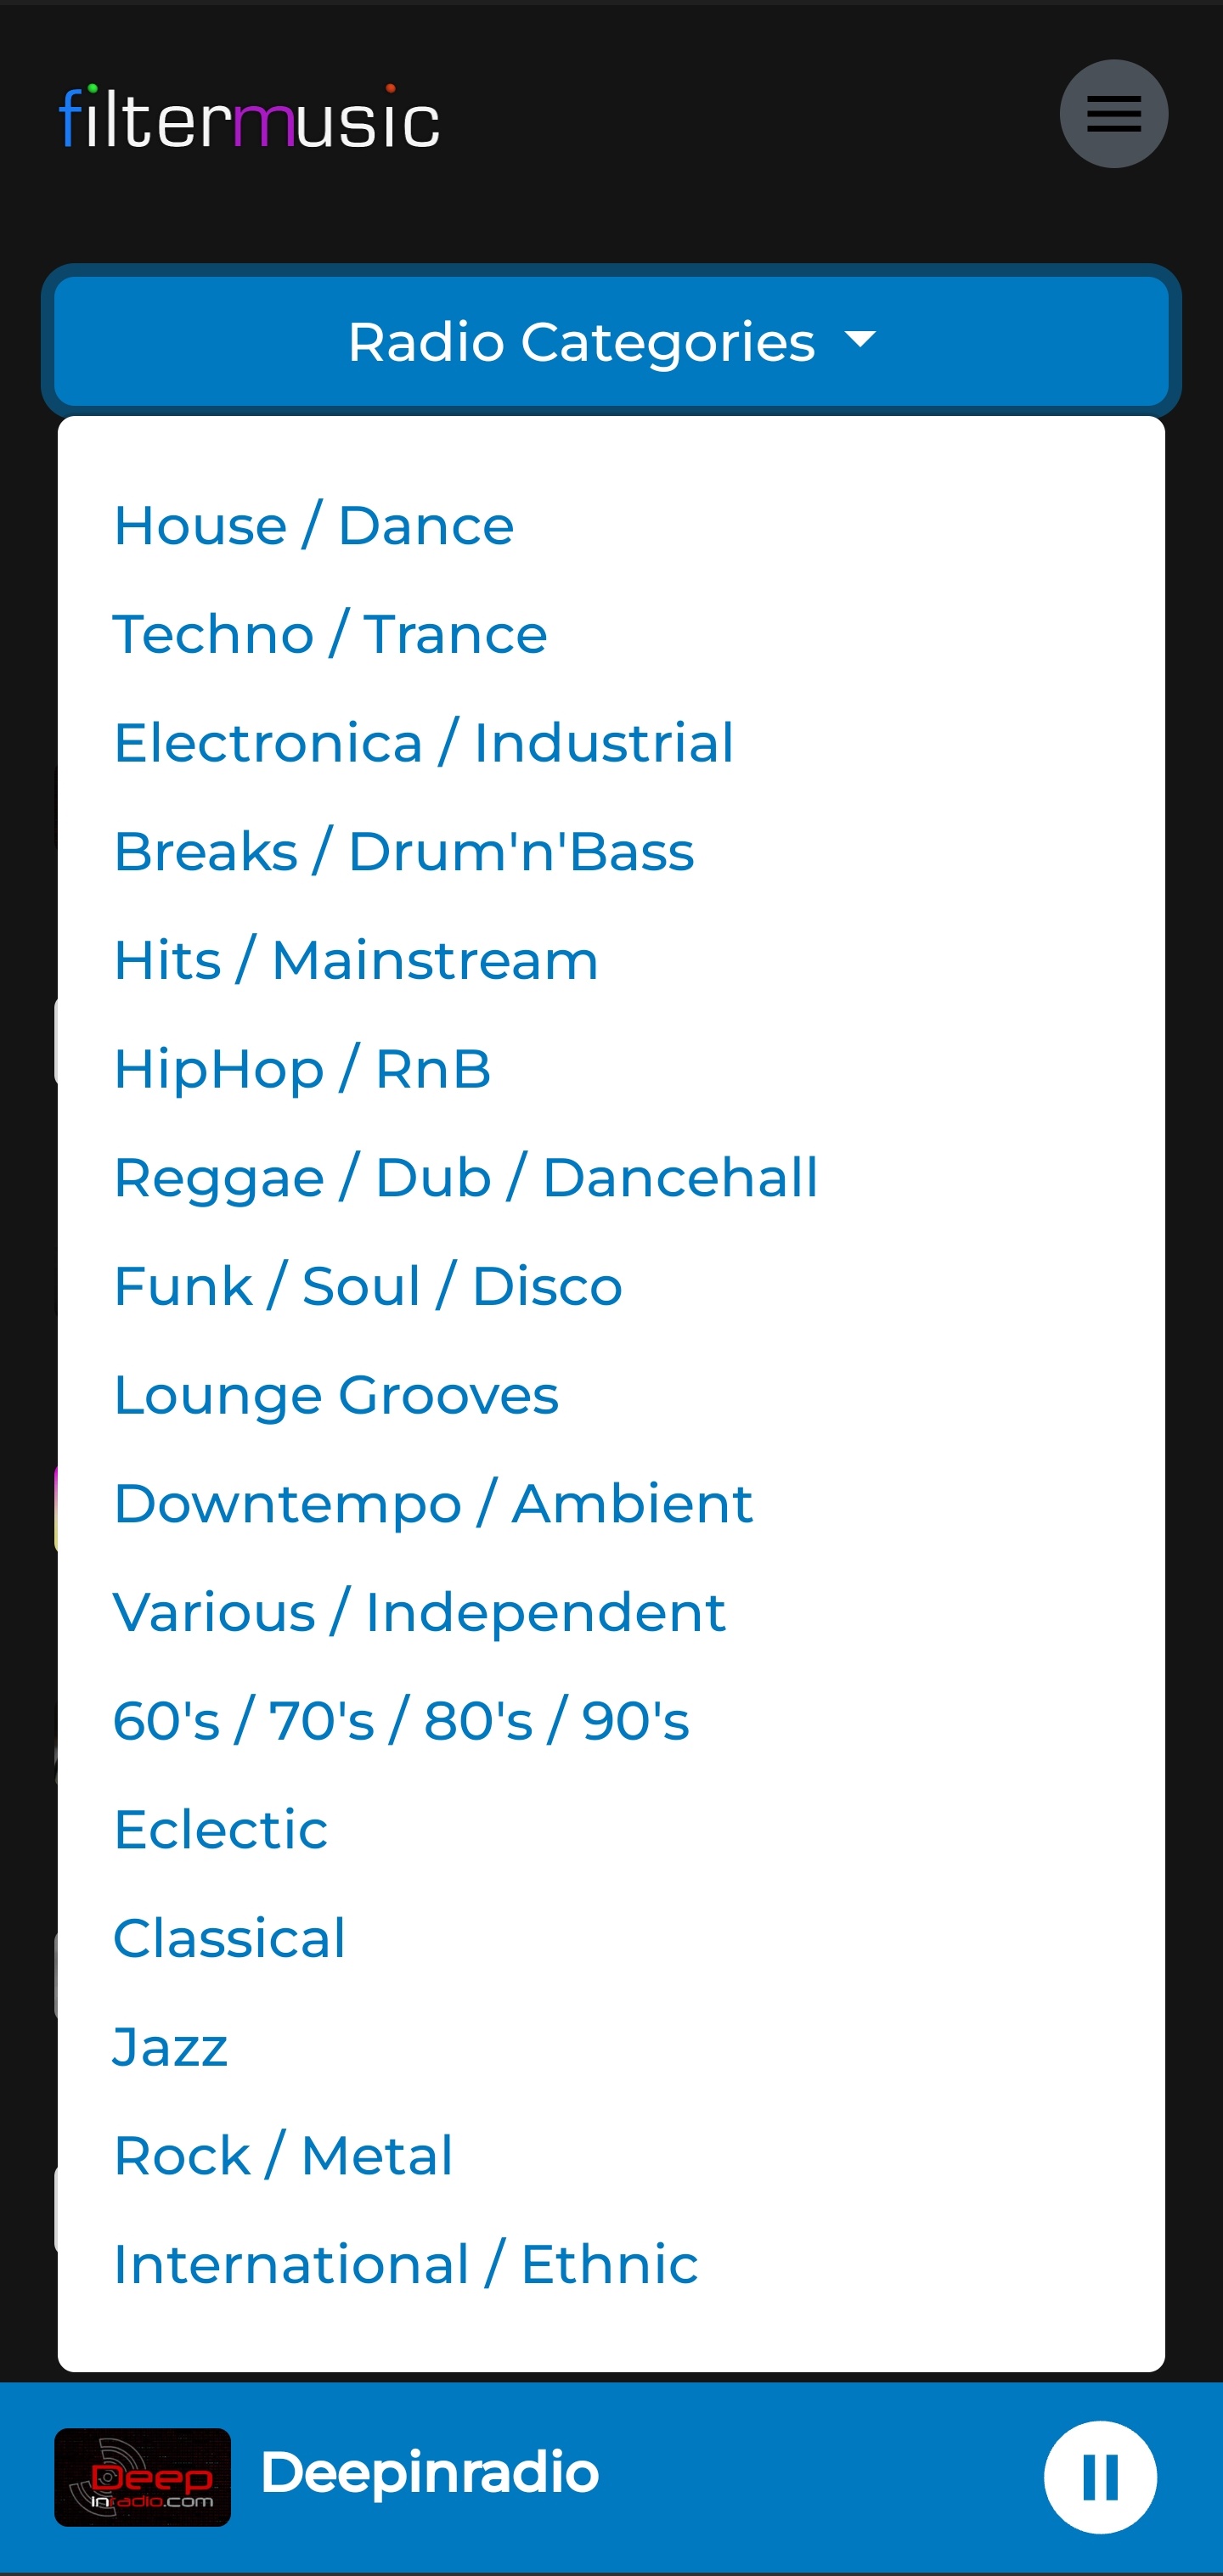 filtermusic
Radio Categories
House / Dance
Techno / Trance
Electronica / Industrial
Breaks / Drum'n'Bass
Hits / Mainstream
HipHop / RnB
Reggae / Dub / Dancehall
Funk / Soul / Disco
Lounge Grooves
Downtempo / Ambient
Various / Independent
60's / 70's / 80's / 90's
Eclectic
Classical
Jazz
Rock / Metal
International / Ethnic
Deep
inradio.com
Deepinradio